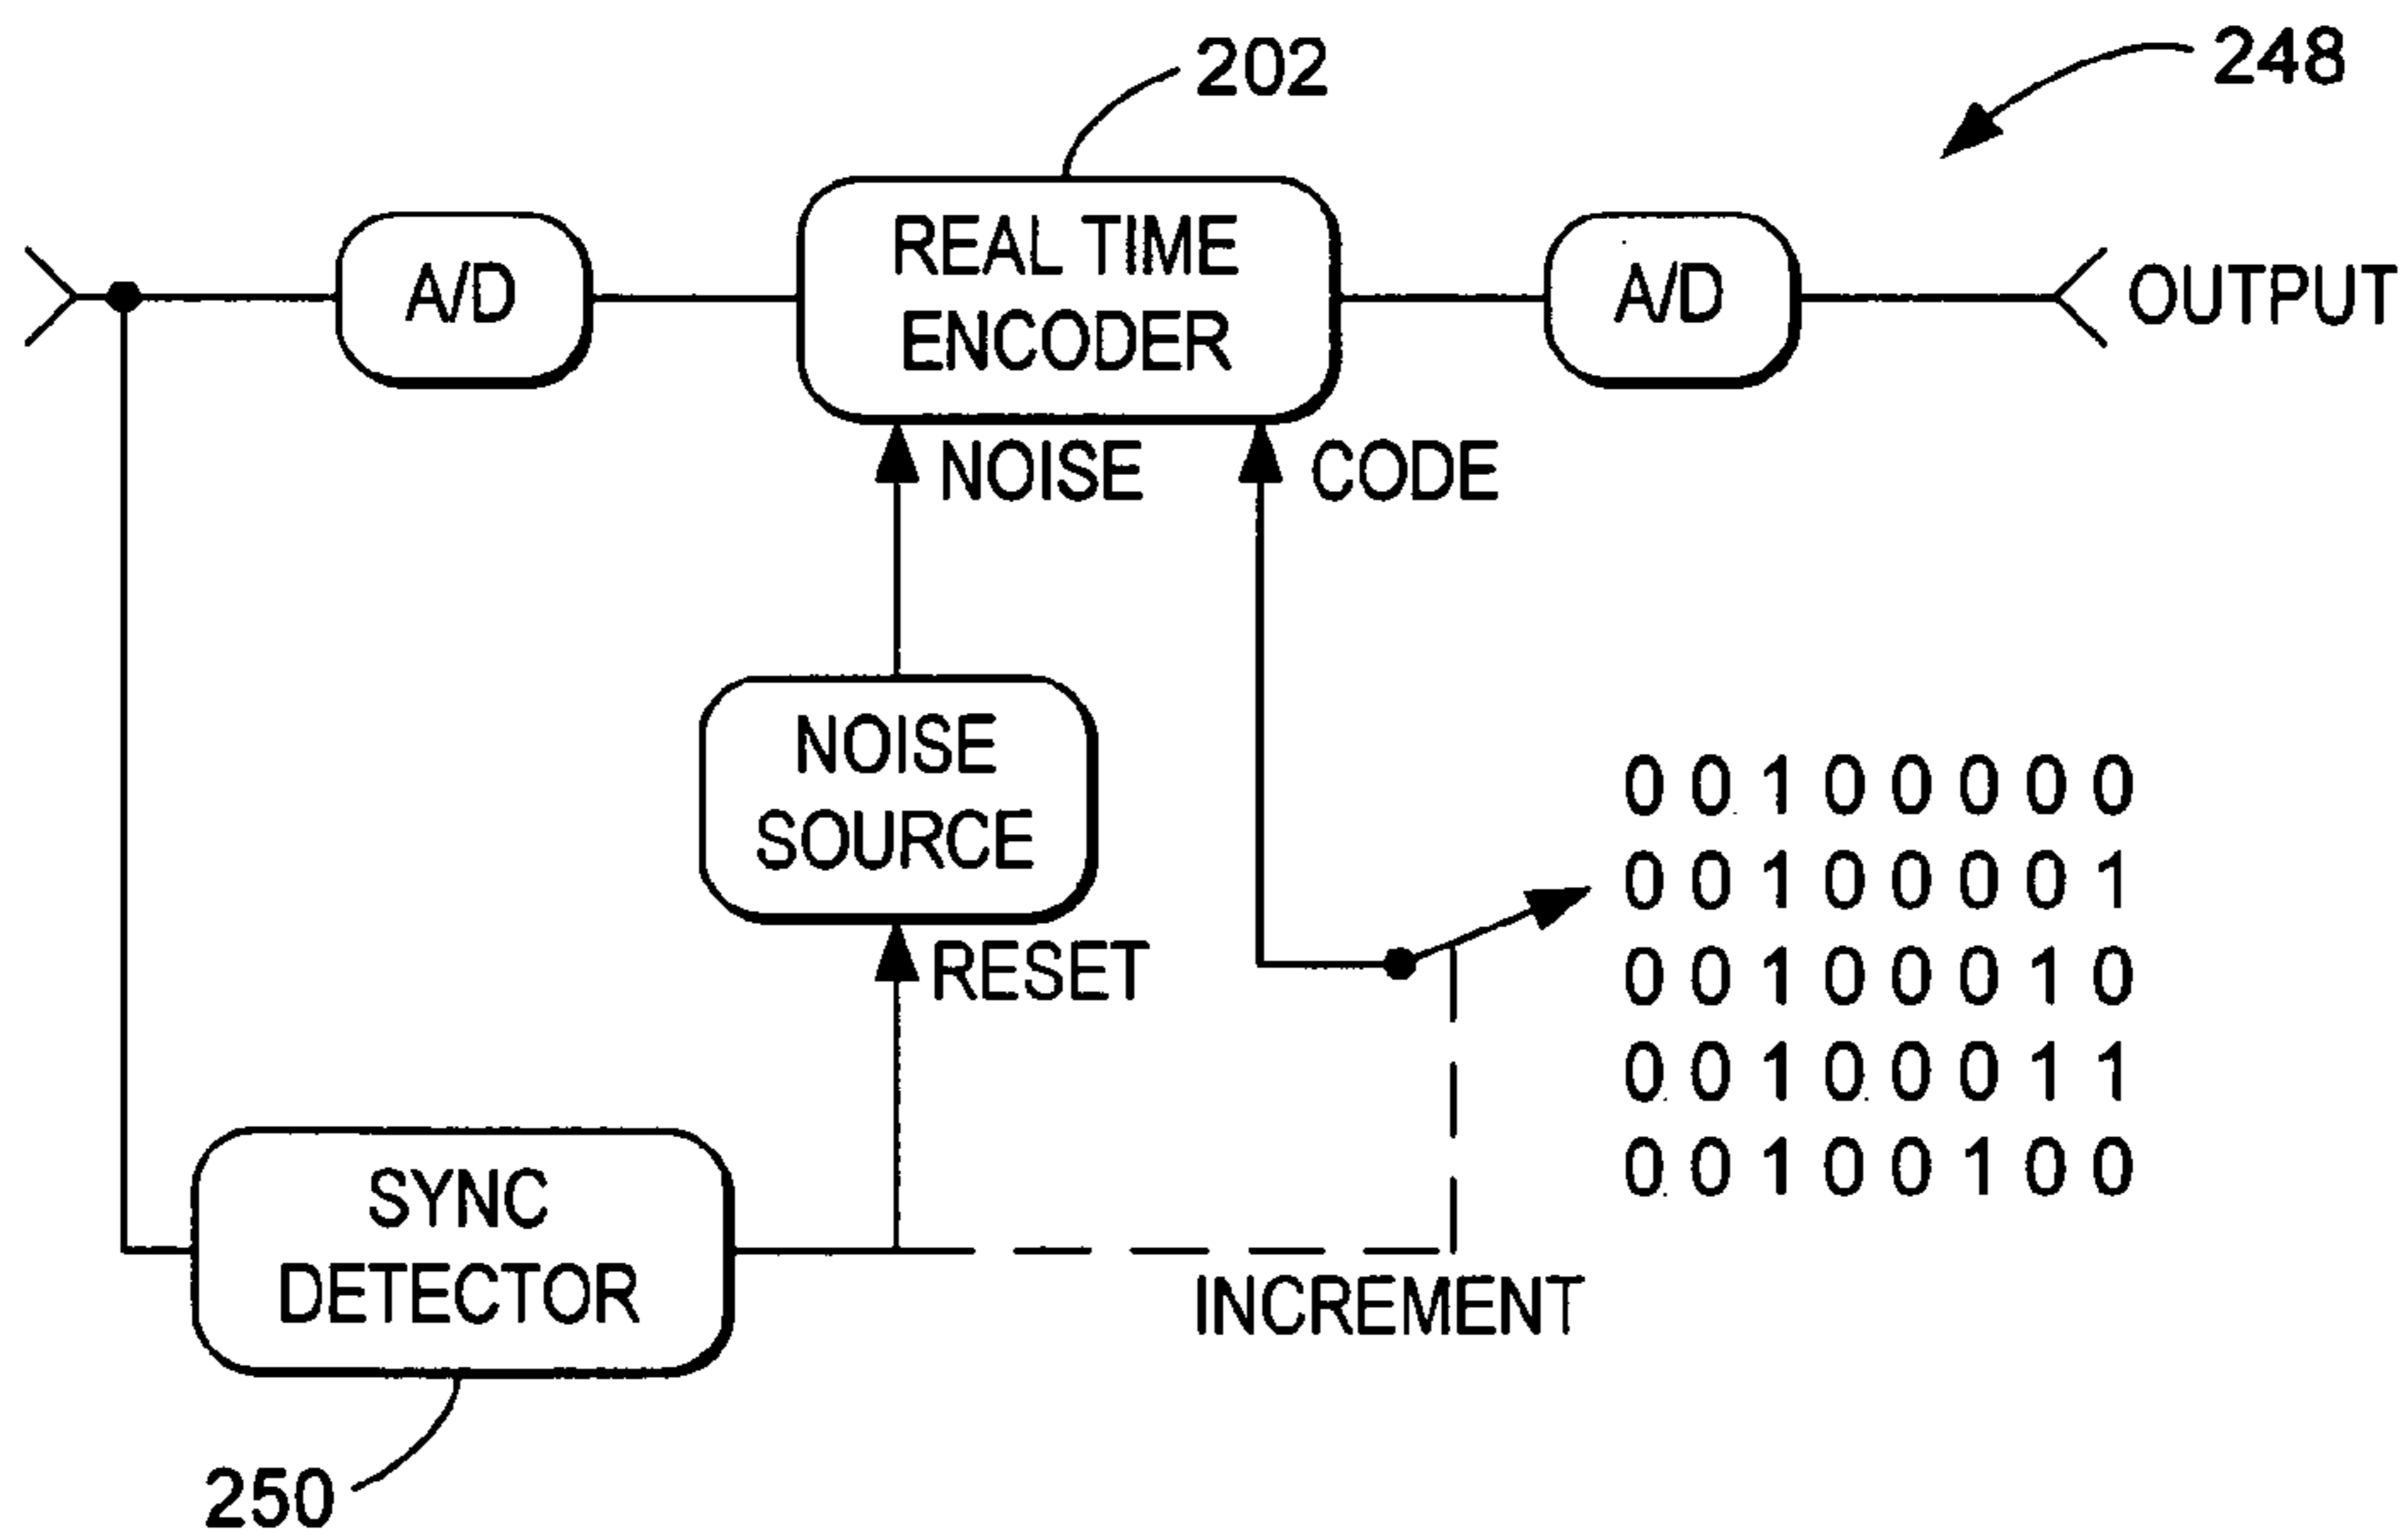 202
248
A/D
REAL TIME
ENCODER
A/D
OUTPUT
NOISE
CODE
NOISE
SOURCE
RESET
0 0 1 0 0 0 0 0
0 0 1 0 0 0 0 1
0 0 1 0 0 0 1 0
0 0 1 0 0 0 1 1
0 0 1 0 0 1 0 0
SYNC
DETECTOR
INCREMENT
250